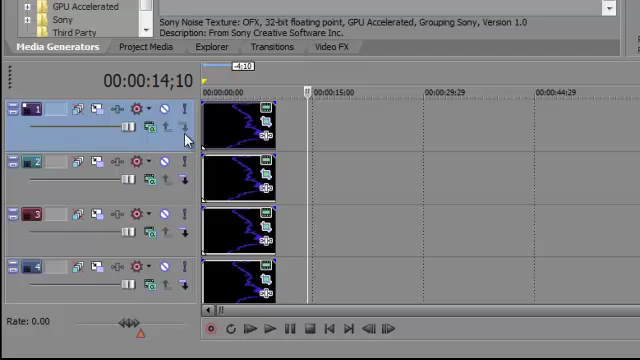 GPU Accelerated
Sony
Third Party
Sony Noise Texture: OFX, 32-bit floating point, GPU Accelerated, Grouping Sony, Version 1.0
Description: From Sony Creative Software Inc.
Media Generators
Project Media
Explorer
Transitions
Video FX
-4:10
00:00:14;10
00:00:00:00
00:00:15:00
00:00:29:29
00:00:44:29
1
2
3
4
Rate: 0.00